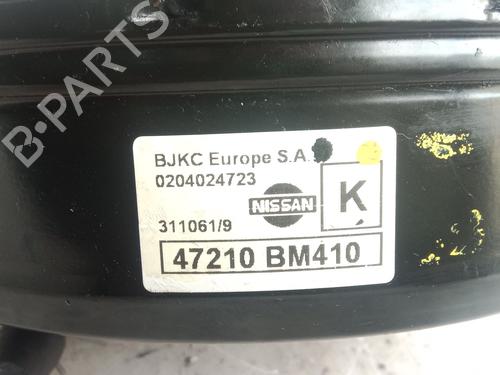 B-PARTS
BJKC Europe S.A.
0204024723
NISSAN
K
311061/9
47210 BM410